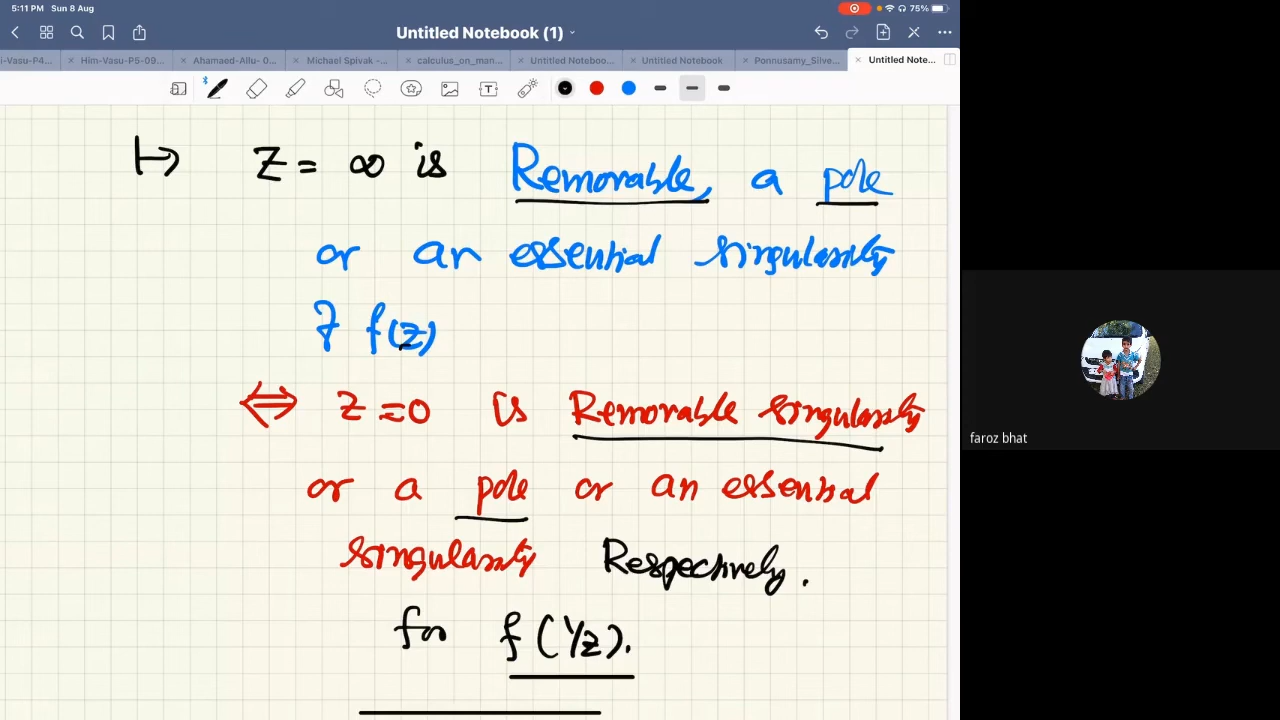 5:11 PM Sun 8 Aug
75%
Untitled Notebook (1)
i-Vasu-P4...
Him-Vasu-P5-09...
Ahamaed-Allu- 0...
Michael Spivak -...
calculus_on_man...
Untitled Noteboo...
Untitled Notebook
Ponnusamy_Silve...
Untitled Note...
↦ Z = ∞ is Removable, a pole
or an essential singularity
of f(z)
⇔ z = 0 is Removable singularity
or a pole or an essential
singularity Respectively.
for f(1/z).
faroz bhat